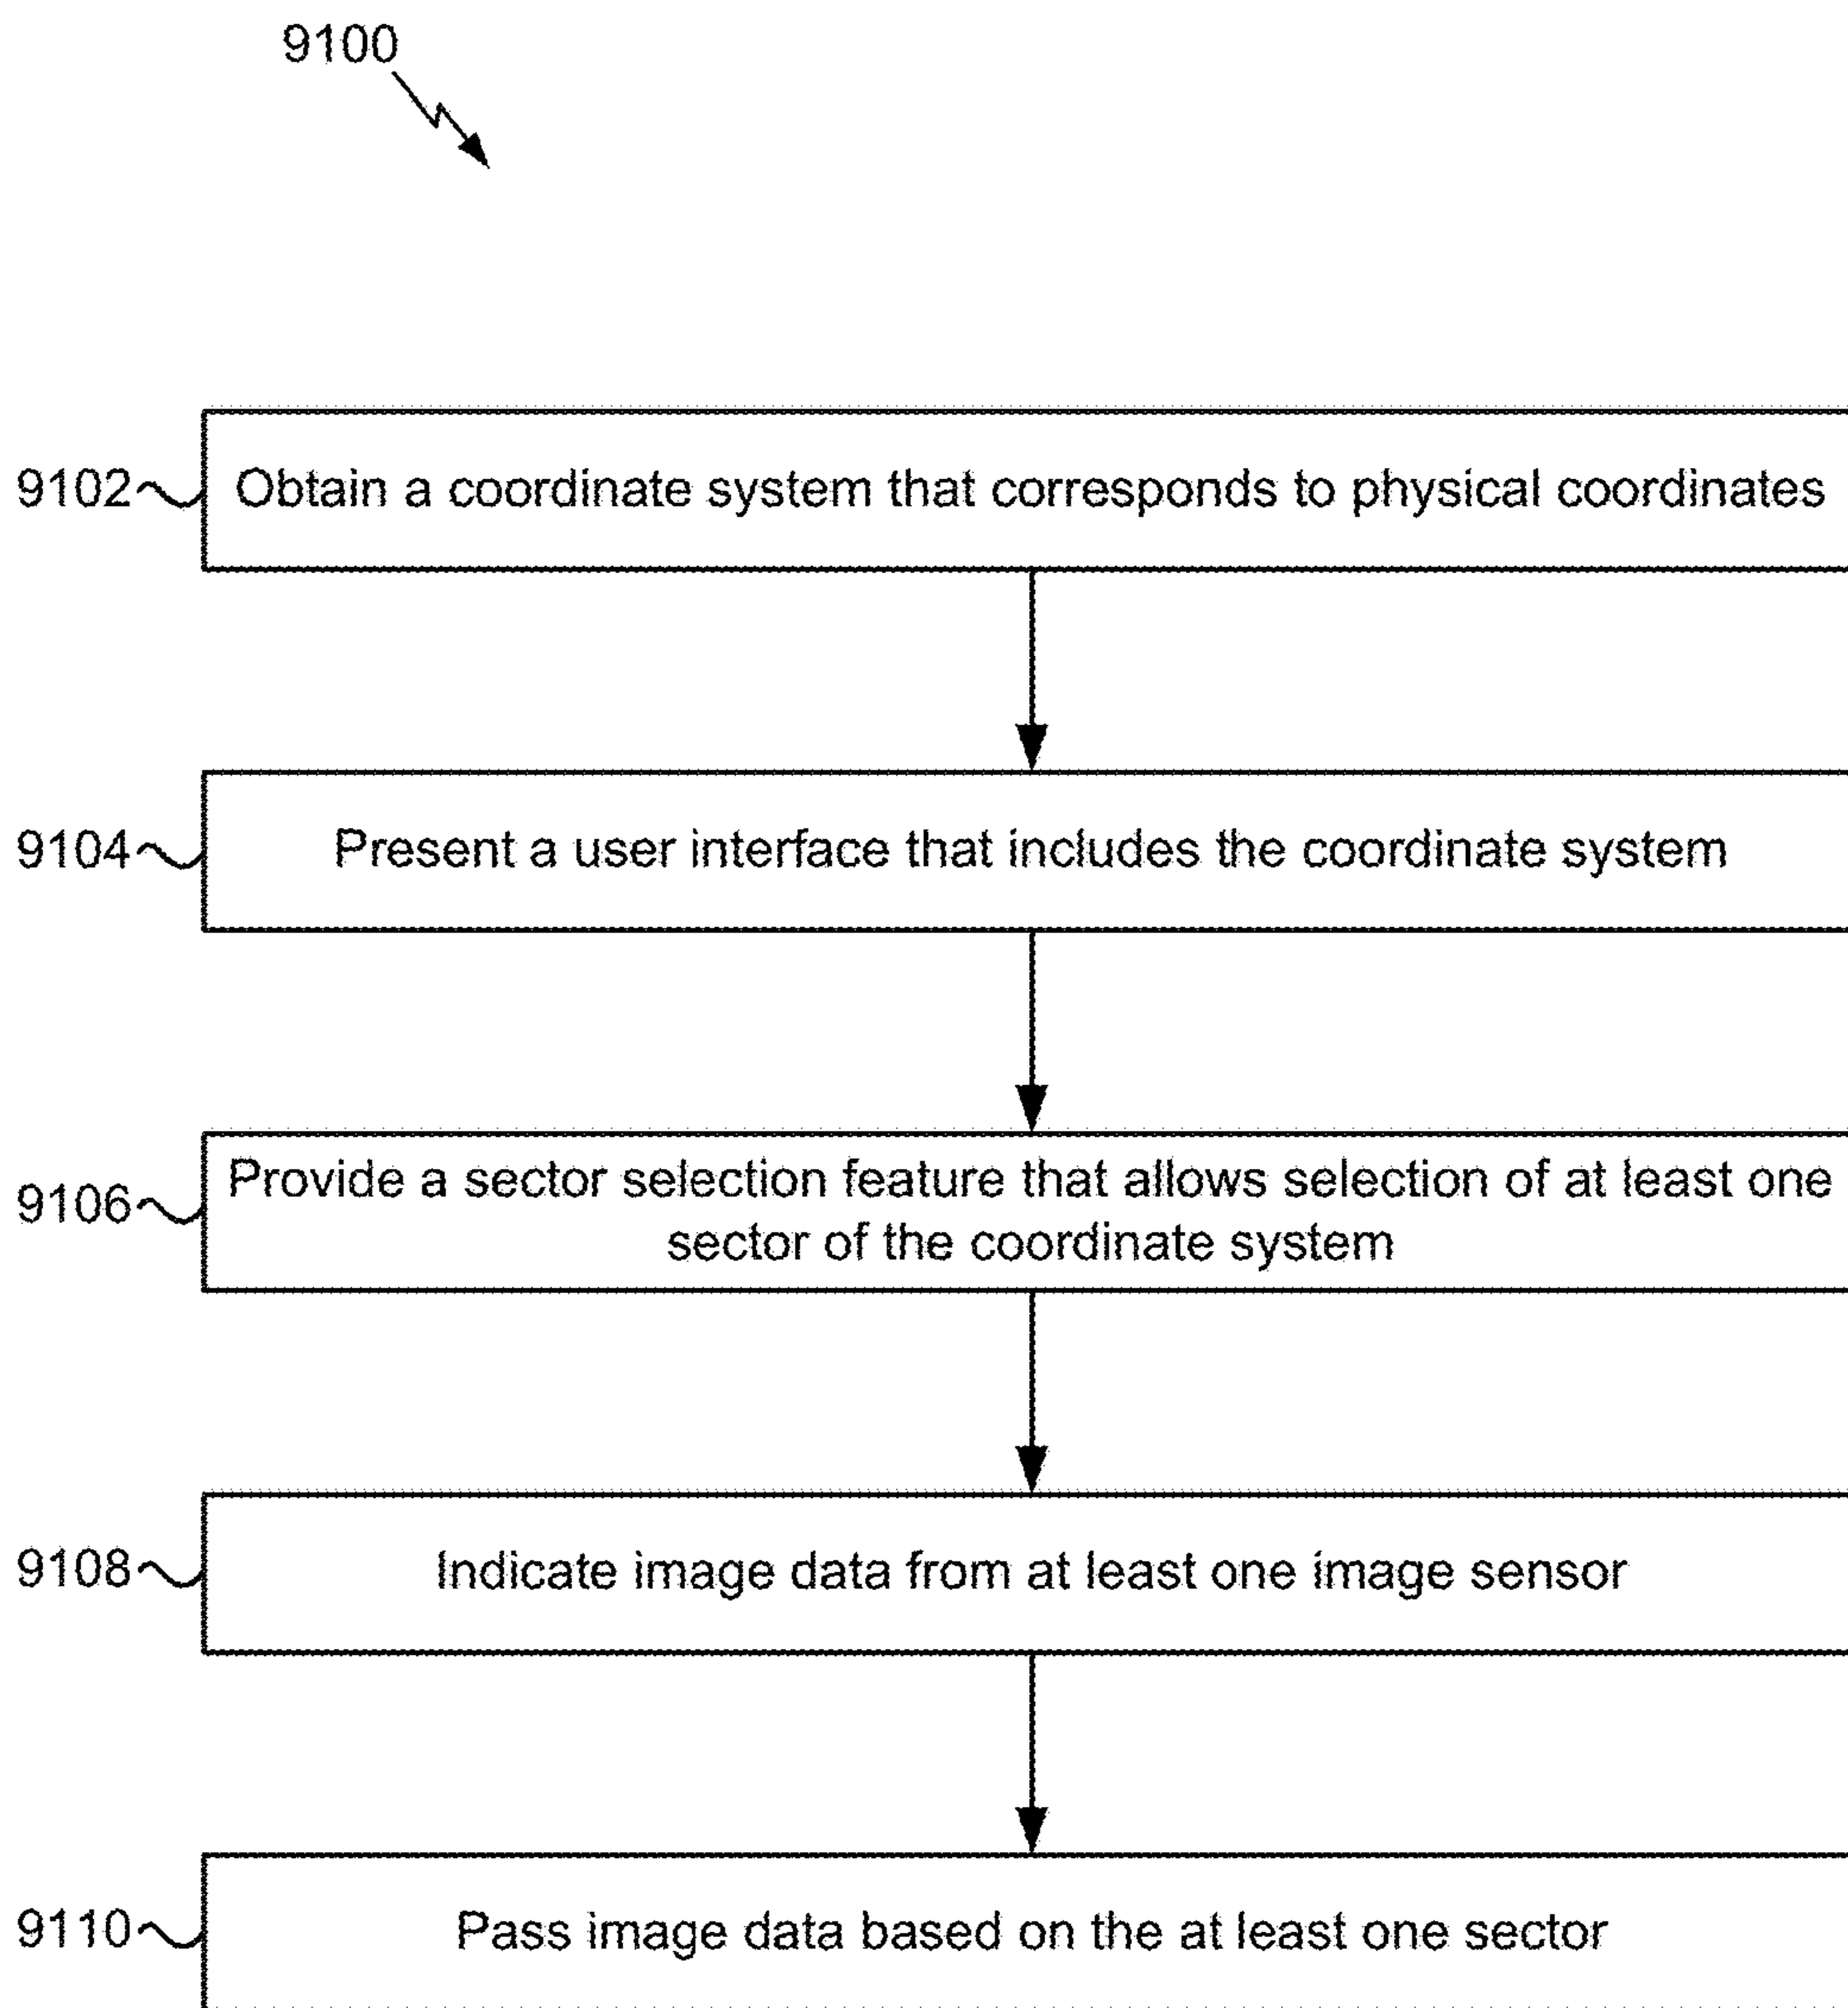 9100
9102 Obtain a coordinate system that corresponds to physical coordinates
9104 Present a user interface that includes the coordinate system
9106 Provide a sector selection feature that allows selection of at least one
sector of the coordinate system
9108 Indicate image data from at least one image sensor
9110 Pass image data based on the at least one sector